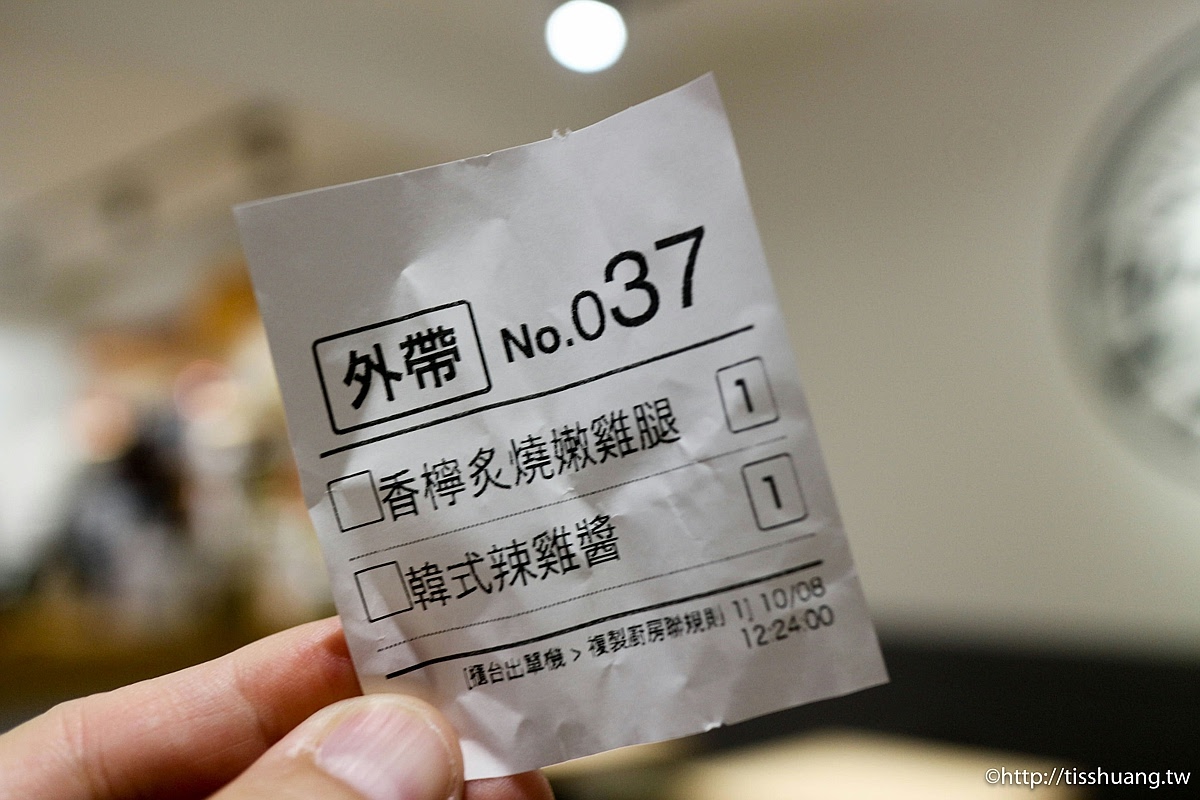 外帶 No.037
□香檸炙燒嫩雞腿 1
□韓式辣雞醬 1
[櫃台出單機 > 複製廚房聯規則 1] 10/08
12:24:00
©http://tisshuang.tw